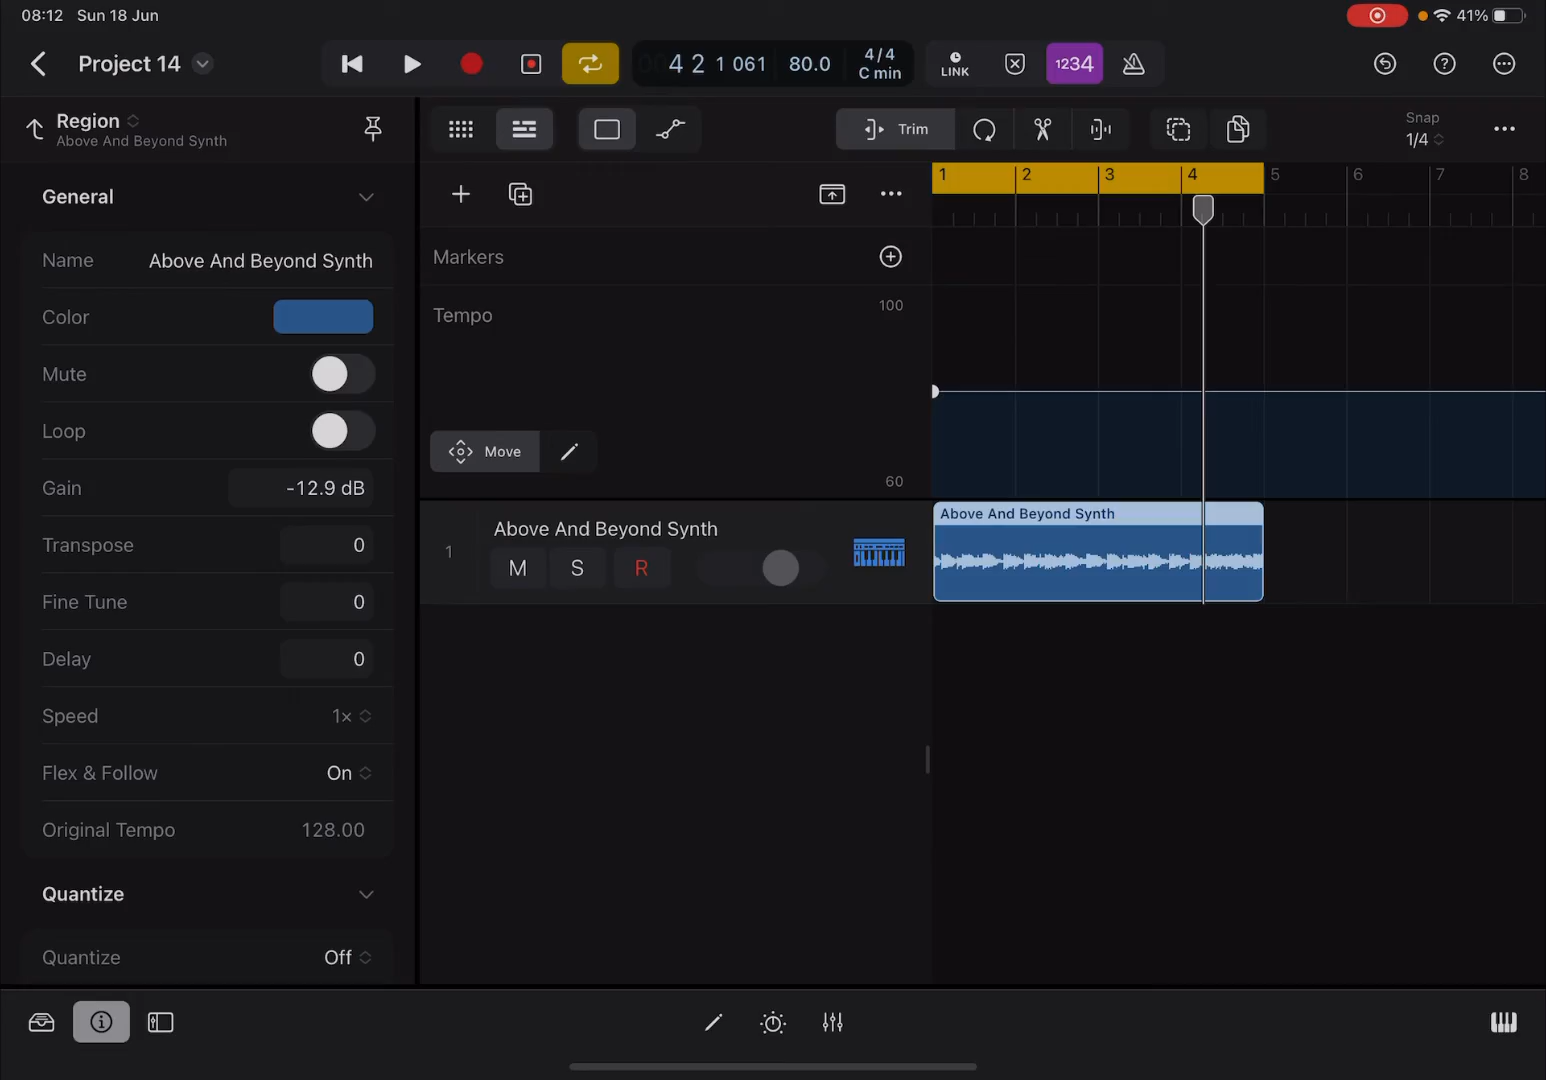 08:12 Sun 18 Jun
41%
Project 14
4 2 1 061 80.0 4/4 C min
LINK
1234
Region
Above And Beyond Synth
Trim
Snap
1/4
General
1 2 3 4 5 6 7 8
Name Above And Beyond Synth
Markers
Color
Tempo 100
Mute
Loop
Move
Gain -12.9 dB
60
Above And Beyond Synth
Above And Beyond Synth
1
M S R
Transpose 0
Fine Tune 0
Delay 0
Speed 1×
Flex & Follow On
Original Tempo 128.00
Quantize
Quantize Off